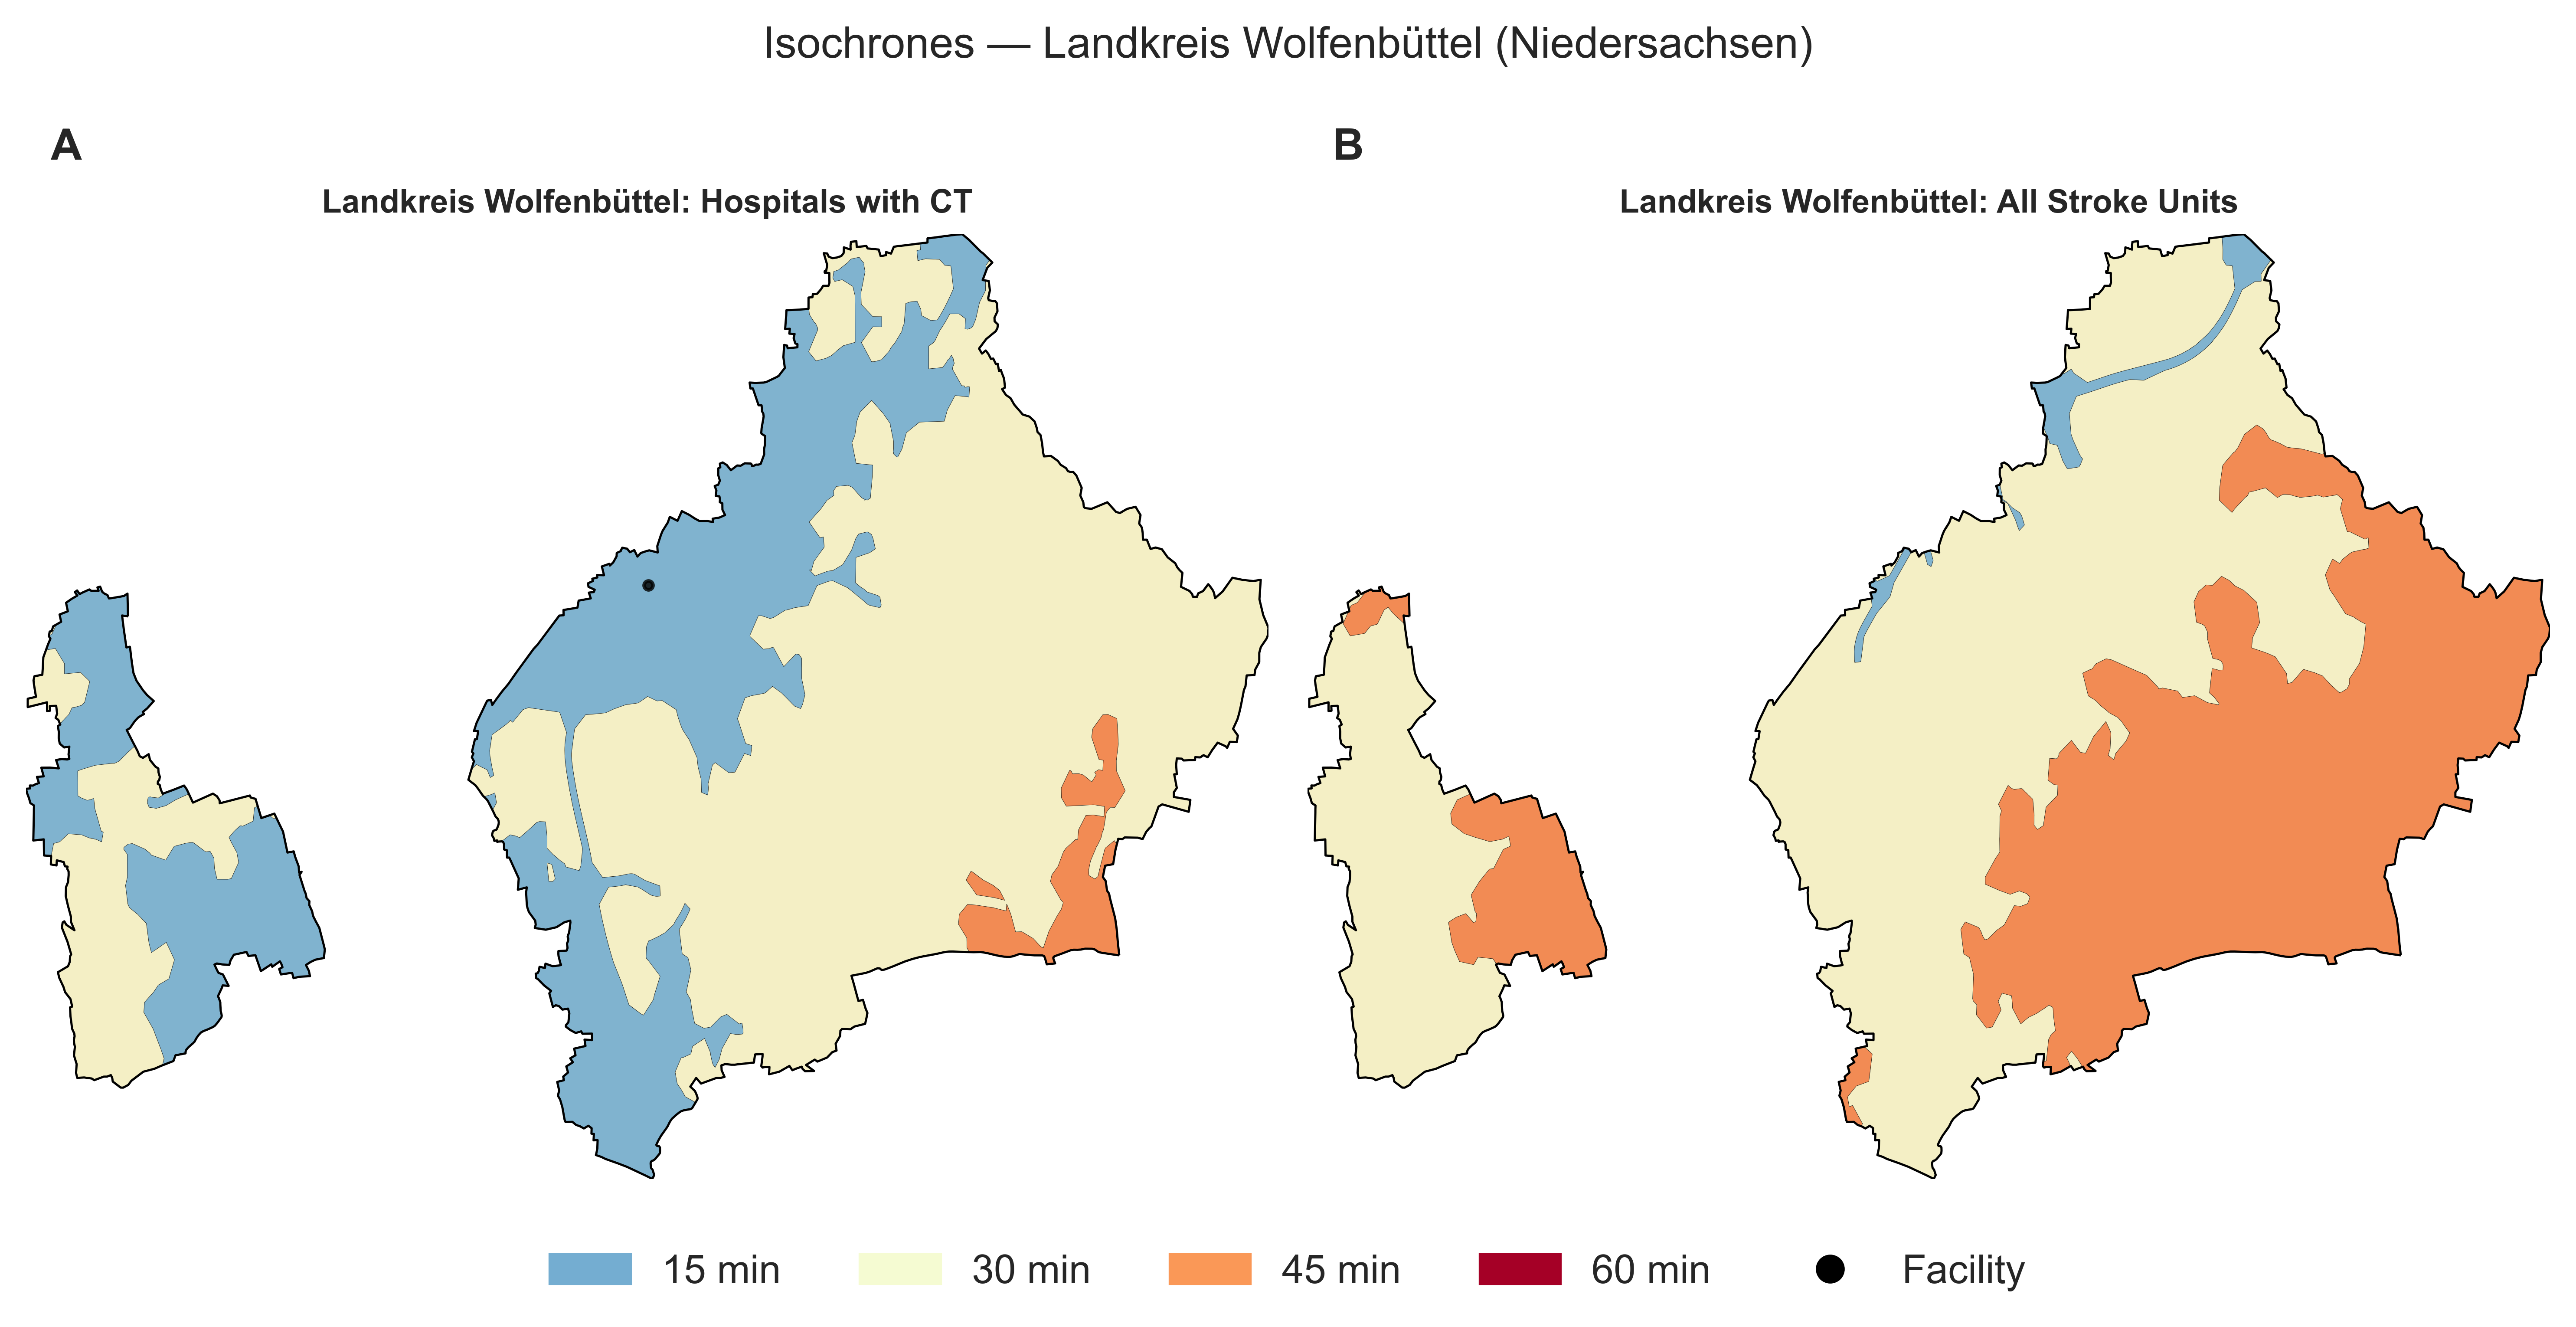 Isochrones — Landkreis Wolfenbüttel (Niedersachsen)
A
B
Landkreis Wolfenbüttel: Hospitals with CT
Landkreis Wolfenbüttel: All Stroke Units
15 min
30 min
45 min
60 min
Facility